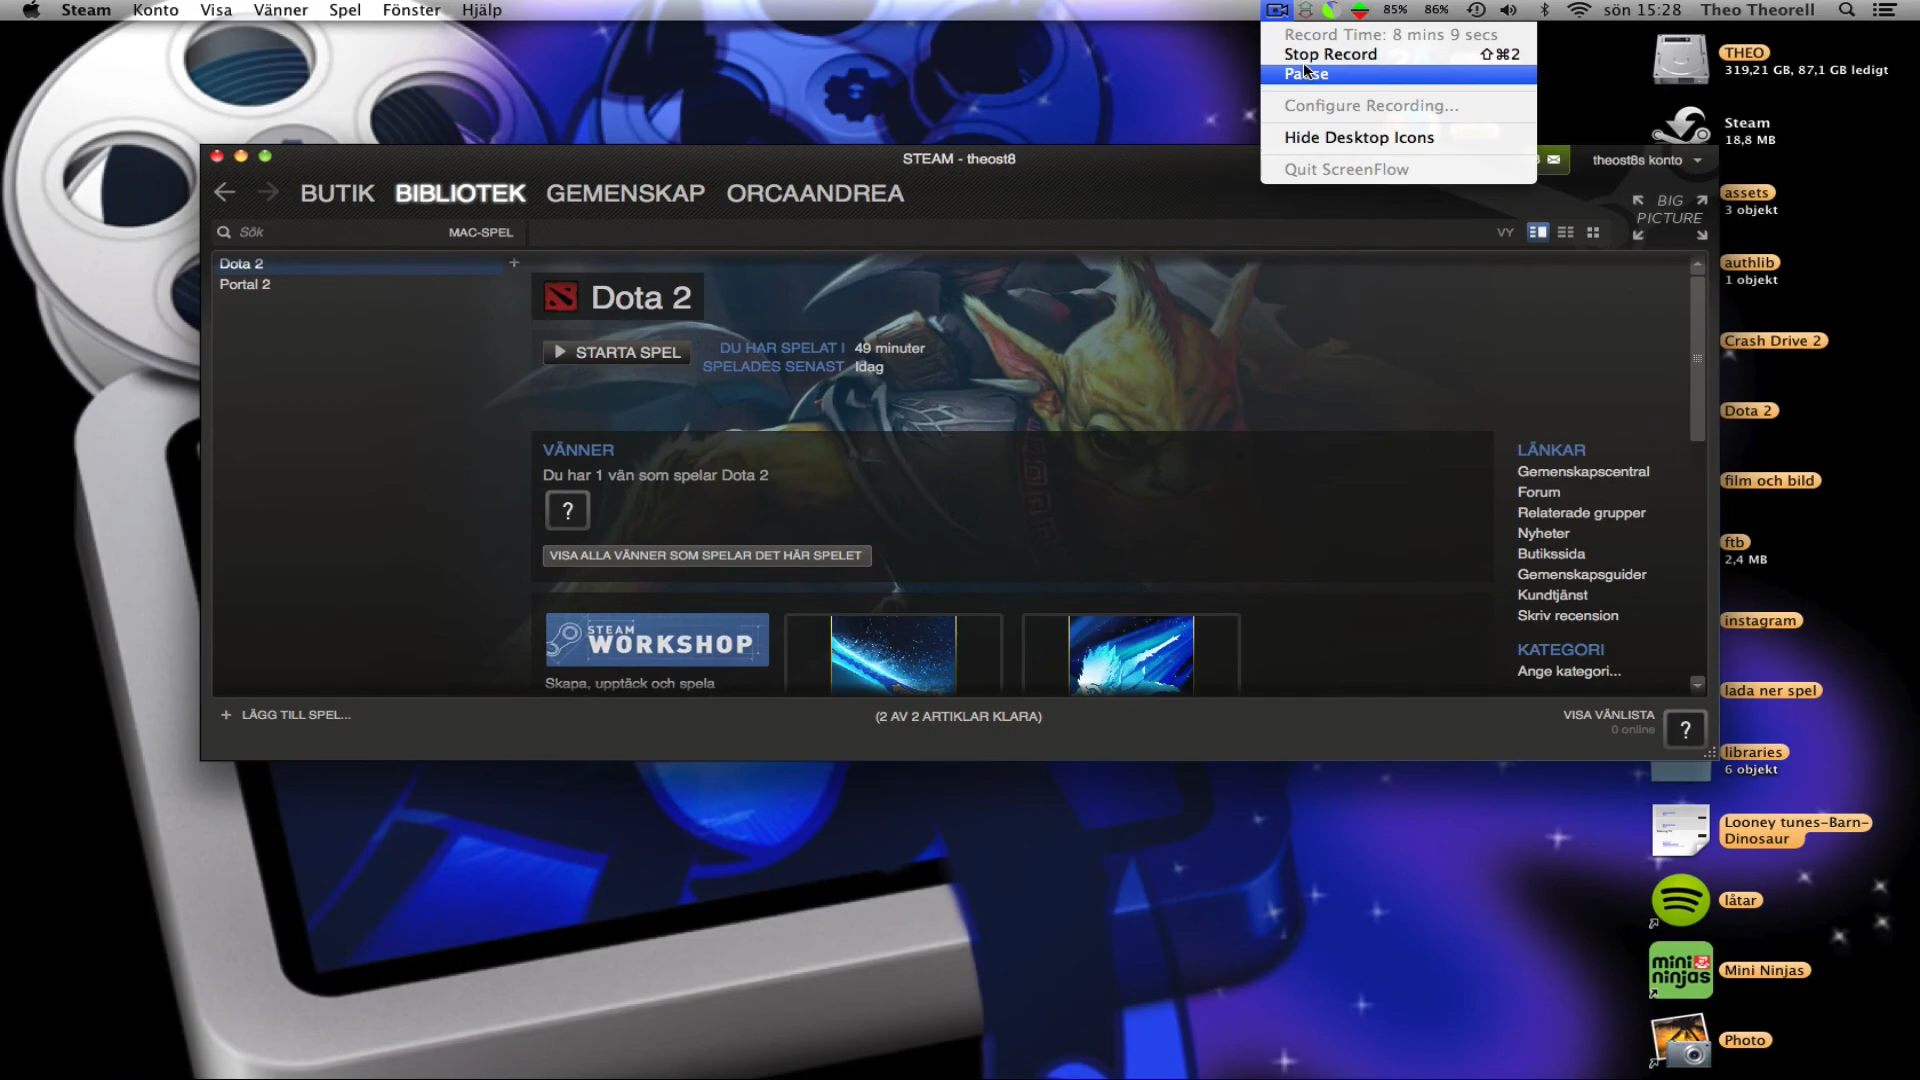 Steam Konto Visa Vänner Spel Fönster Hjälp
85% 86% sön 15:28 Theo Theorell
Record Time: 8 mins 9 secs
Stop Record ⇧⌘2
Pause
Configure Recording...
Hide Desktop Icons
Quit ScreenFlow
STEAM - theost8
theost8s konto
BUTIK BIBLIOTEK GEMENSKAP ORCAANDREA
BIG
PICTURE
Sök MAC-SPEL VY
Dota 2 +
Portal 2
Dota 2
STARTA SPEL
DU HAR SPELAT I 49 minuter
SPELADES SENAST Idag
VÄNNER
Du har 1 vän som spelar Dota 2
?
VISA ALLA VÄNNER SOM SPELAR DET HÄR SPELET
STEAM
WORKSHOP
Skapa, upptäck och spela
LÄNKAR
Gemenskapscentral
Forum
Relaterade grupper
Nyheter
Butikssida
Gemenskapsguider
Kundtjänst
Skriv recension
KATEGORI
Ange kategori...
+ LÄGG TILL SPEL...
(2 AV 2 ARTIKLAR KLARA)
VISA VÄNLISTA
0 online
?
THEO
319,21 GB, 87,1 GB ledigt
Steam
18,8 MB
assets
3 objekt
authlib
1 objekt
Crash Drive 2
Dota 2
film och bild
ftb
2,4 MB
instagram
lada ner spel
libraries
6 objekt
Looney tunes-Barn-
Dinosaur
låtar
mini
ninjas
Mini Ninjas
Photo